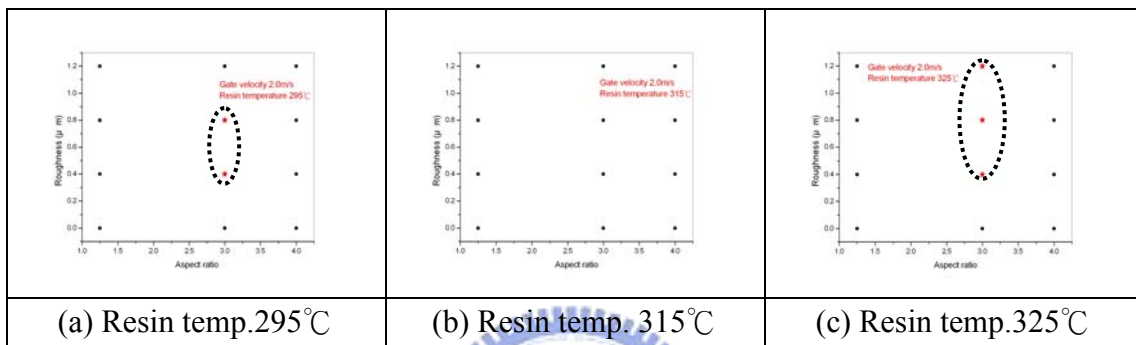 Gate velocity 2.0m/s
Resin temperature 295℃
1.2
1.0
0.8
0.6
0.4
0.2
0.0
Roughness (μ m)
1.0 1.5 2.0 2.5 3.0 3.5 4.0
Aspect ratio
Gate velocity 2.0m/s
Resin temperature 315℃
1.2
1.0
0.8
0.6
0.4
0.2
0.0
Roughness (μ m)
1.0 1.5 2.0 2.5 3.0 3.5 4.0
Aspect ratio
Gate velocity 2.0m/s
Resin temperature 325℃
1.2
1.0
0.8
0.6
0.4
0.2
0.0
Roughness (μ m)
1.0 1.5 2.0 2.5 3.0 3.5 4.0
Aspect ratio
(a) Resin temp.295℃
(b) Resin temp. 315℃
(c) Resin temp.325℃